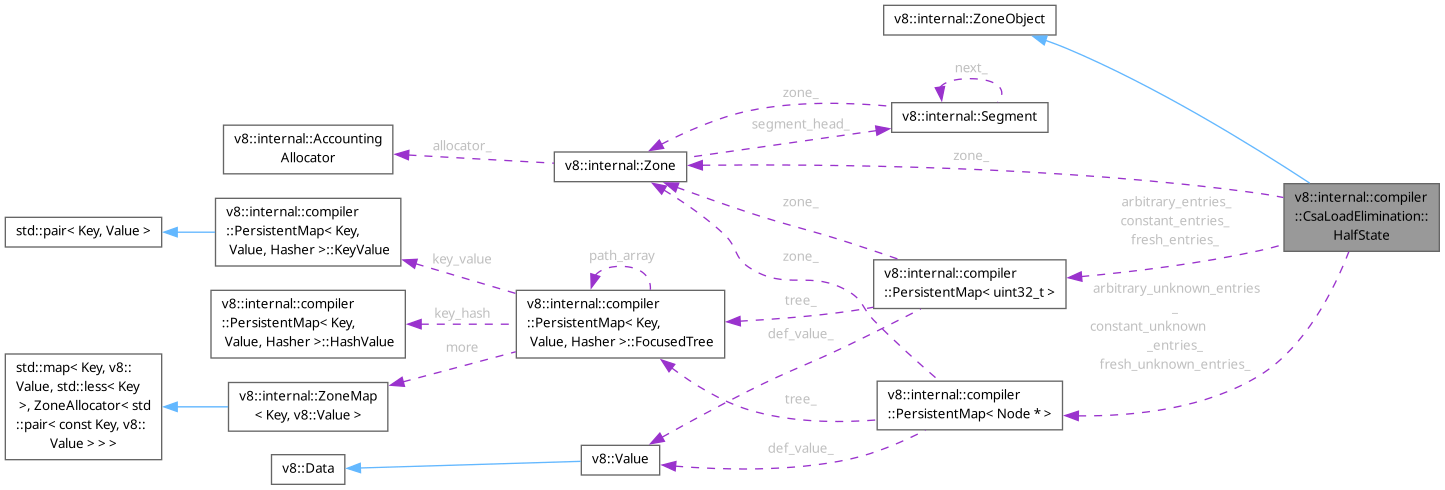 v8::internal::ZoneObject
next_
zone_
v8::internal::Segment
segment_head_
v8::internal::Accounting
Allocator
allocator_
v8::internal::Zone
zone_
v8::internal::compiler
::CsaLoadElimination::
HalfState
arbitrary_entries_
constant_entries_
fresh_entries_
zone_
std::pair< Key, Value >
v8::internal::compiler
::PersistentMap< Key,
Value, Hasher >::KeyValue
key_value
path_array
zone_
v8::internal::compiler
::PersistentMap< uint32_t >
arbitrary_unknown_entries
_
constant_unknown
_entries_
fresh_unknown_entries_
v8::internal::compiler
::PersistentMap< Key,
Value, Hasher >::HashValue
key_hash
v8::internal::compiler
::PersistentMap< Key,
Value, Hasher >::FocusedTree
tree_
def_value_
more
std::map< Key, v8::
Value, std::less< Key
>, ZoneAllocator< std
::pair< const Key, v8::
Value > > >
v8::internal::ZoneMap
< Key, v8::Value >
tree_
v8::internal::compiler
::PersistentMap< Node * >
def_value_
v8::Data
v8::Value